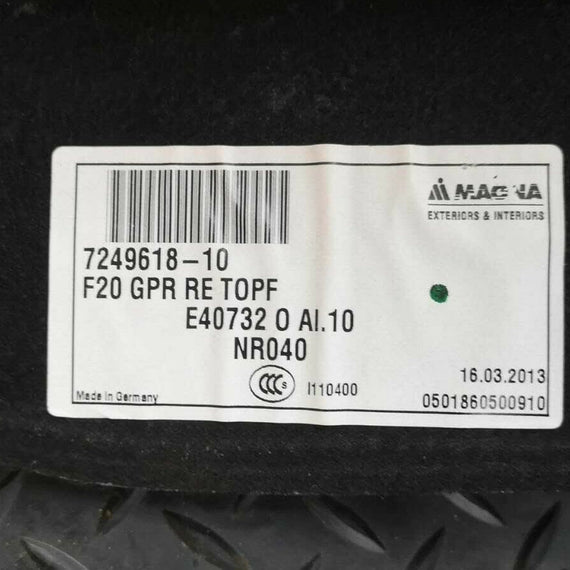 MAGNA
EXTERIORS & INTERIORS
7249618-10
F20 GPR RE TOPF
E40732 O AI.10
NR040
CCC S
I110400
16.03.2013
Made in Germany
0501860500910